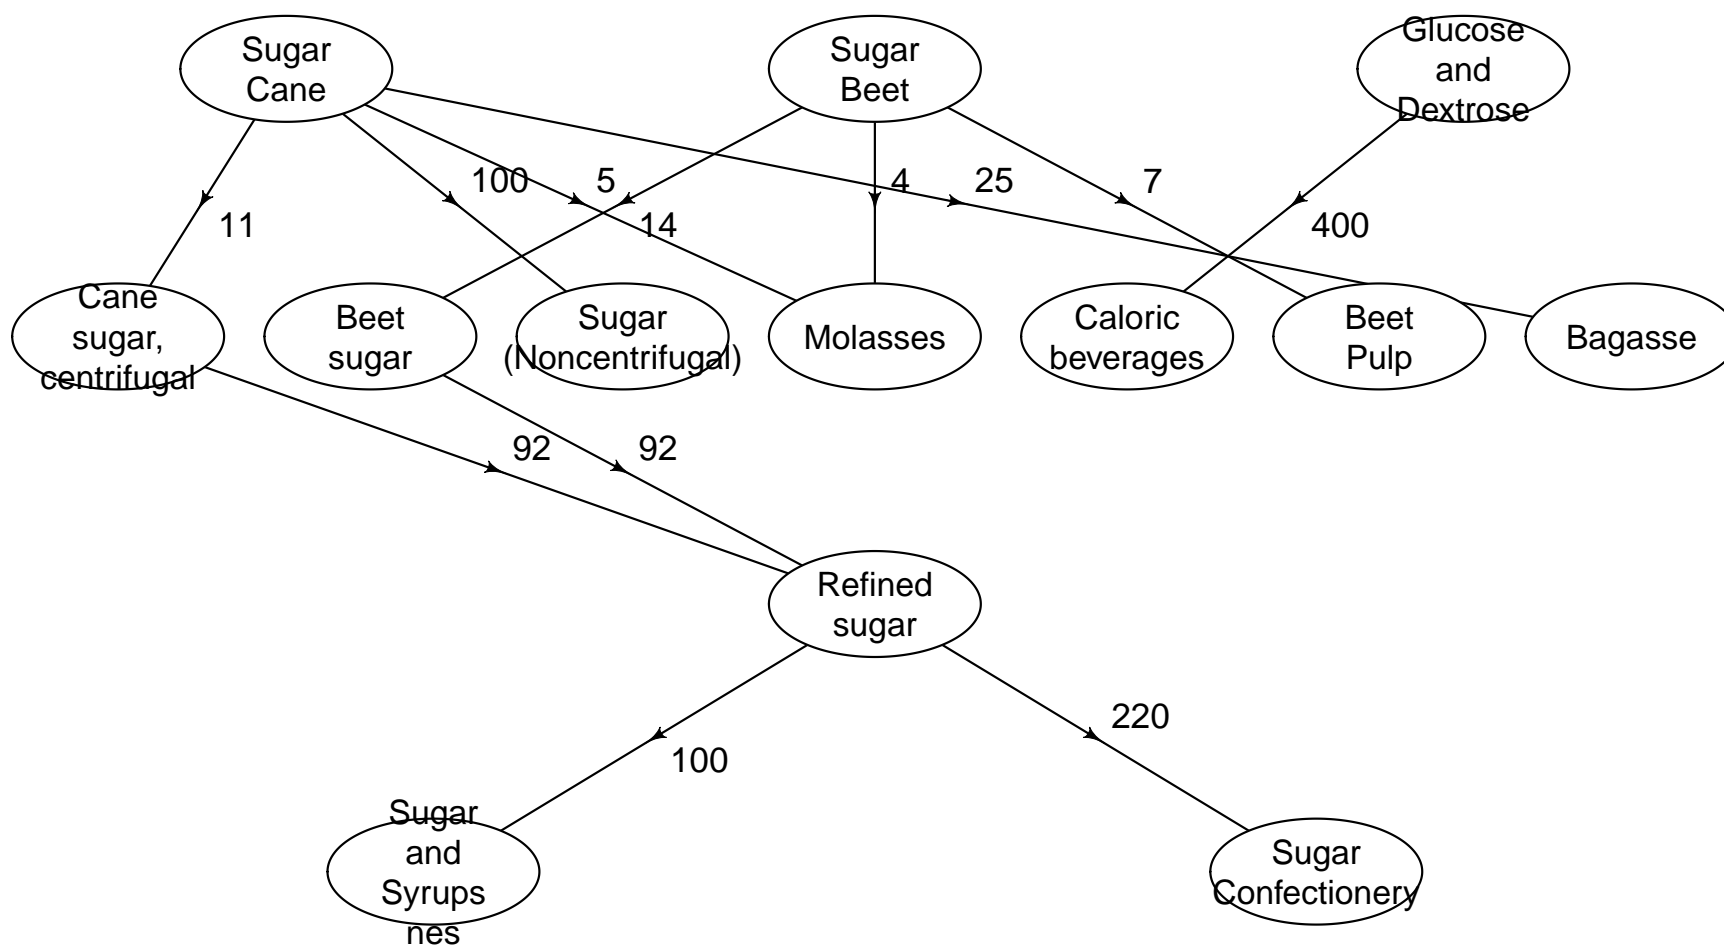 Sugar
Cane
Sugar
Beet
Glucose
and
Dextrose
100
5
4
25
7
11
14
400
Cane
sugar,
centrifugal
Beet
sugar
Sugar
(Noncentrifugal)
Molasses
Caloric
beverages
Beet
Pulp
Bagasse
92
92
Refined
sugar
220
100
Sugar
and
Syrups
nes
Sugar
Confectionery